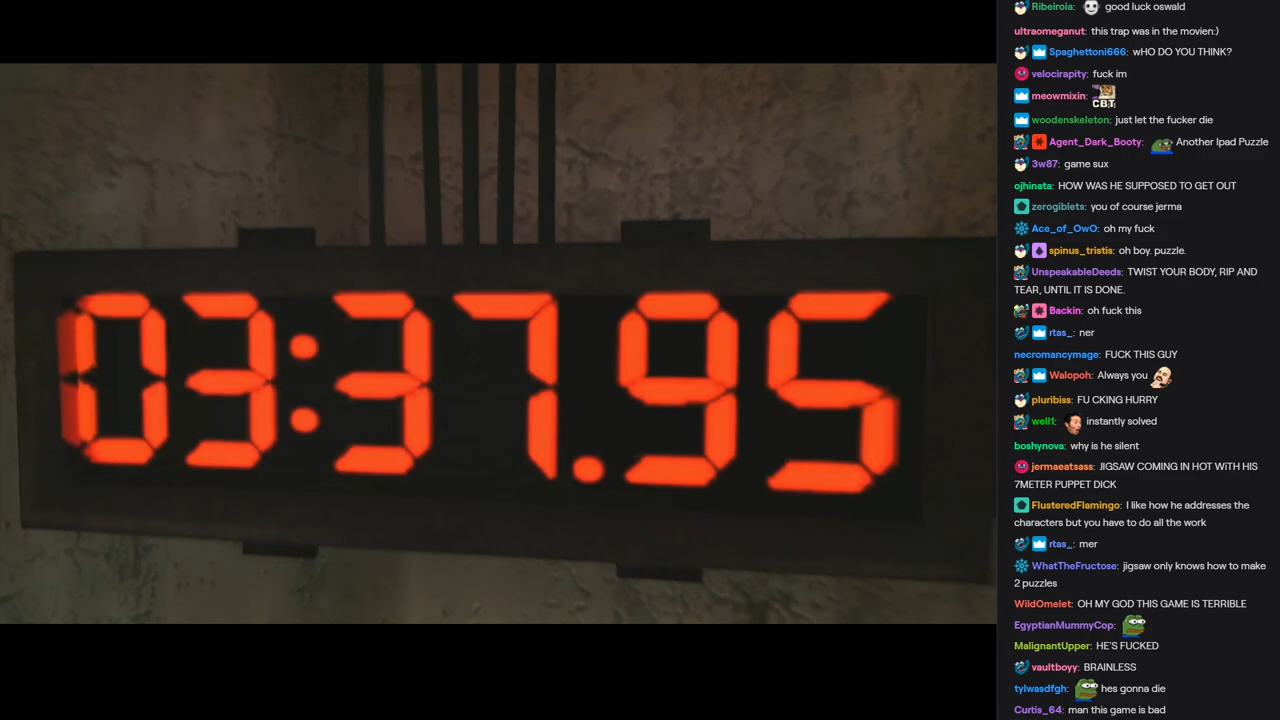 03:37.95
Ribeiroia: good luck oswald
ultraomeganut: this trap was in the movien:)
Spaghettoni666: wHO DO YOU THINK?
velocirapity: fuck im
meowmixin: CBT
woodenskeleton: just let the fucker die
Agent_Dark_Booty: Another Ipad Puzzle
3w87: game sux
ojhinata: HOW WAS HE SUPPOSED TO GET OUT
zerogiblets: you of course jerma
Ace_of_OwO: oh my fuck
spinus_tristis: oh boy. puzzle.
UnspeakableDeeds: TWIST YOUR BODY, RIP AND
TEAR, UNTIL IT IS DONE.
Backin: oh fuck this
rtas_: ner
necromancymage: FUCK THIS GUY
Walopoh: Always you
pluribiss: FU CKING HURRY
well1: instantly solved
boshynova: why is he silent
jermaeatsass: JIGSAW COMING IN HOT WiTH HIS
7METER PUPPET DICK
FlusteredFlamingo: I like how he addresses the
characters but you have to do all the work
rtas_: mer
WhatTheFructose: jigsaw only knows how to make
2 puzzles
WildOmelet: OH MY GOD THIS GAME IS TERRIBLE
EgyptianMummyCop:
MalignantUpper: HE'S FUCKED
vaultboyy: BRAINLESS
tylwasdfgh: hes gonna die
Curtis_64: man this game is bad